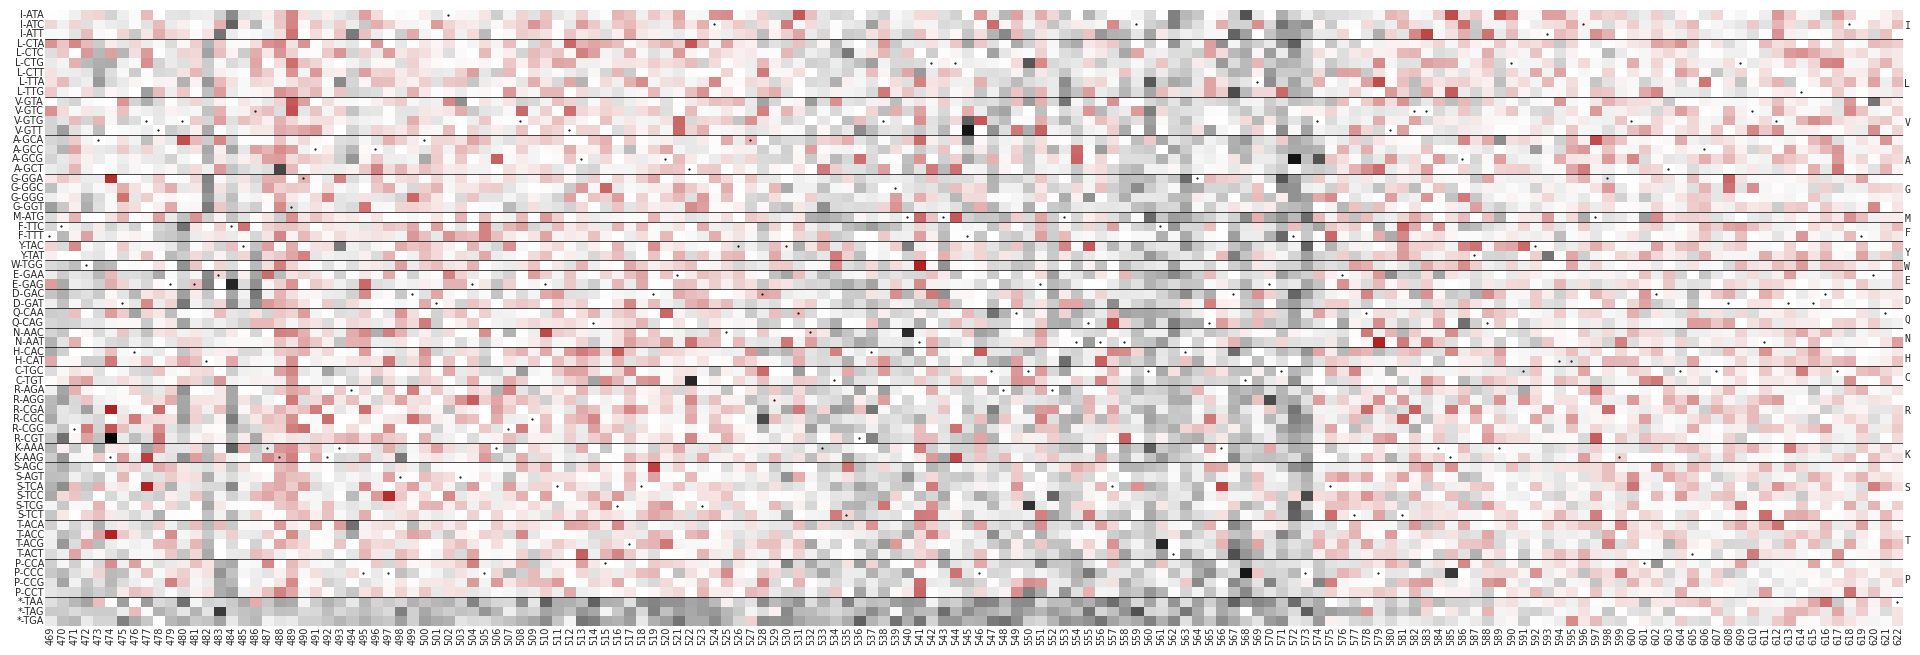 I-ATA
I-ATC
I-ATT
L-CTA
L-CTC
L-CTG
L-CTT
L-TTA
L-TTG
V-GTA
V-GTC
V-GTG
V-GTT
A-GCA
A-GCC
A-GCG
A-GCT
G-GGA
G-GGC
G-GGG
G-GGT
M-ATG
F-TTC
F-TTT
Y-TAC
Y-TAT
W-TGG
E-GAA
E-GAG
D-GAC
D-GAT
Q-CAA
Q-CAG
N-AAC
N-AAT
H-CAC
H-CAT
C-TGC
C-TGT
R-AGA
R-AGG
R-CGA
R-CGC
R-CGG
R-CGT
K-AAA
K-AAG
S-AGC
S-AGT
S-TCA
S-TCC
S-TCG
S-TCT
T-ACA
T-ACC
T-ACG
T-ACT
P-CCA
P-CCC
P-CCG
P-CCT
*-TAA
*-TAG
*-TGA
I
L
V
A
G
M
F
Y
W
E
D
Q
N
H
C
R
K
S
T
P
469 470 471 472 473 474 475 476 477 478 479 480 481 482 483 484 485 486 487 488 489 490 491 492 493 494 495 496 497 498 499 500 501 502 503 504 505 506 507 508 509 510 511 512 513 514 515 516 517 518 519 520 521 522 523 524 525 526 527 528 529 530 531 532 533 534 535 536 537 538 539 540 541 542 543 544 545 546 547 548 549 550 551 552 553 554 555 556 557 558 559 560 561 562 563 564 565 566 567 568 569 570 571 572 573 574 575 576 577 578 579 580 581 582 583 584 585 586 587 588 589 590 591 592 593 594 595 596 597 598 599 600 601 602 603 604 605 606 607 608 609 610 611 612 613 614 615 616 617 618 619 620 621 622